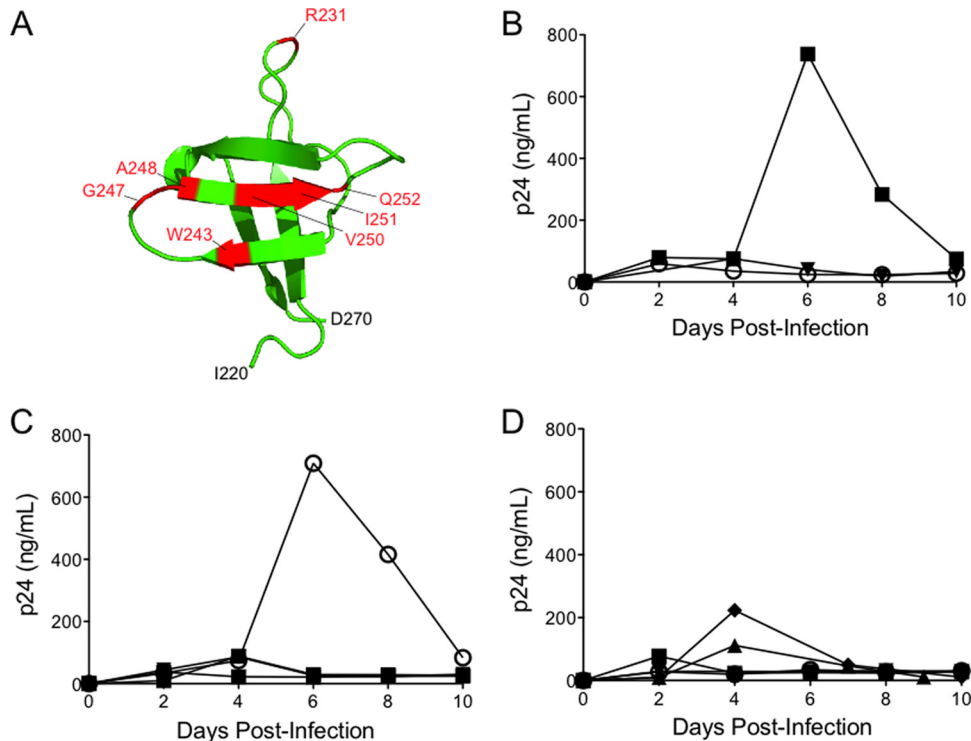 A
R231
A248
G247
Q252
I251
V250
W243
D270
I220
B
800
600
400
200
0
p24 (ng/mL)
0 2 4 6 8 10
Days Post-Infection
C
800
600
400
200
0
p24 (ng/mL)
0 2 4 6 8 10
Days Post-Infection
D
800
600
400
200
0
p24 (ng/mL)
0 2 4 6 8 10
Days Post-Infection